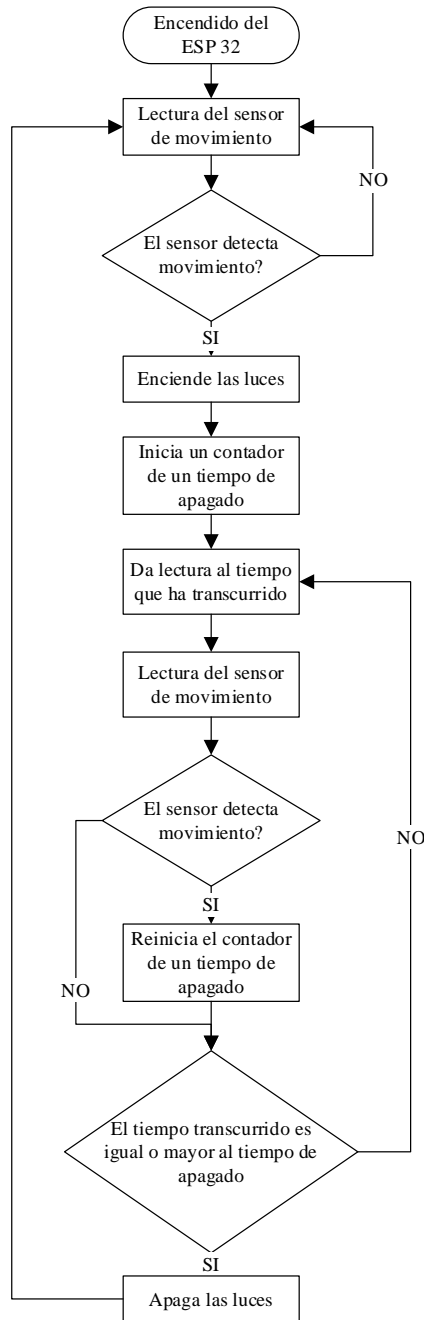 Encendido del
ESP 32
Lectura del sensor
de movimiento
NO
El sensor detecta
movimiento?
SI
Enciende las luces
Inicia un contador
de un tiempo de
apagado
Da lectura al tiempo
que ha transcurrido
Lectura del sensor
de movimiento
El sensor detecta
movimiento?
NO
SI
Reinicia el contador
de un tiempo de
apagado
NO
El tiempo transcurrido es
igual o mayor al tiempo de
apagado
SI
Apaga las luces